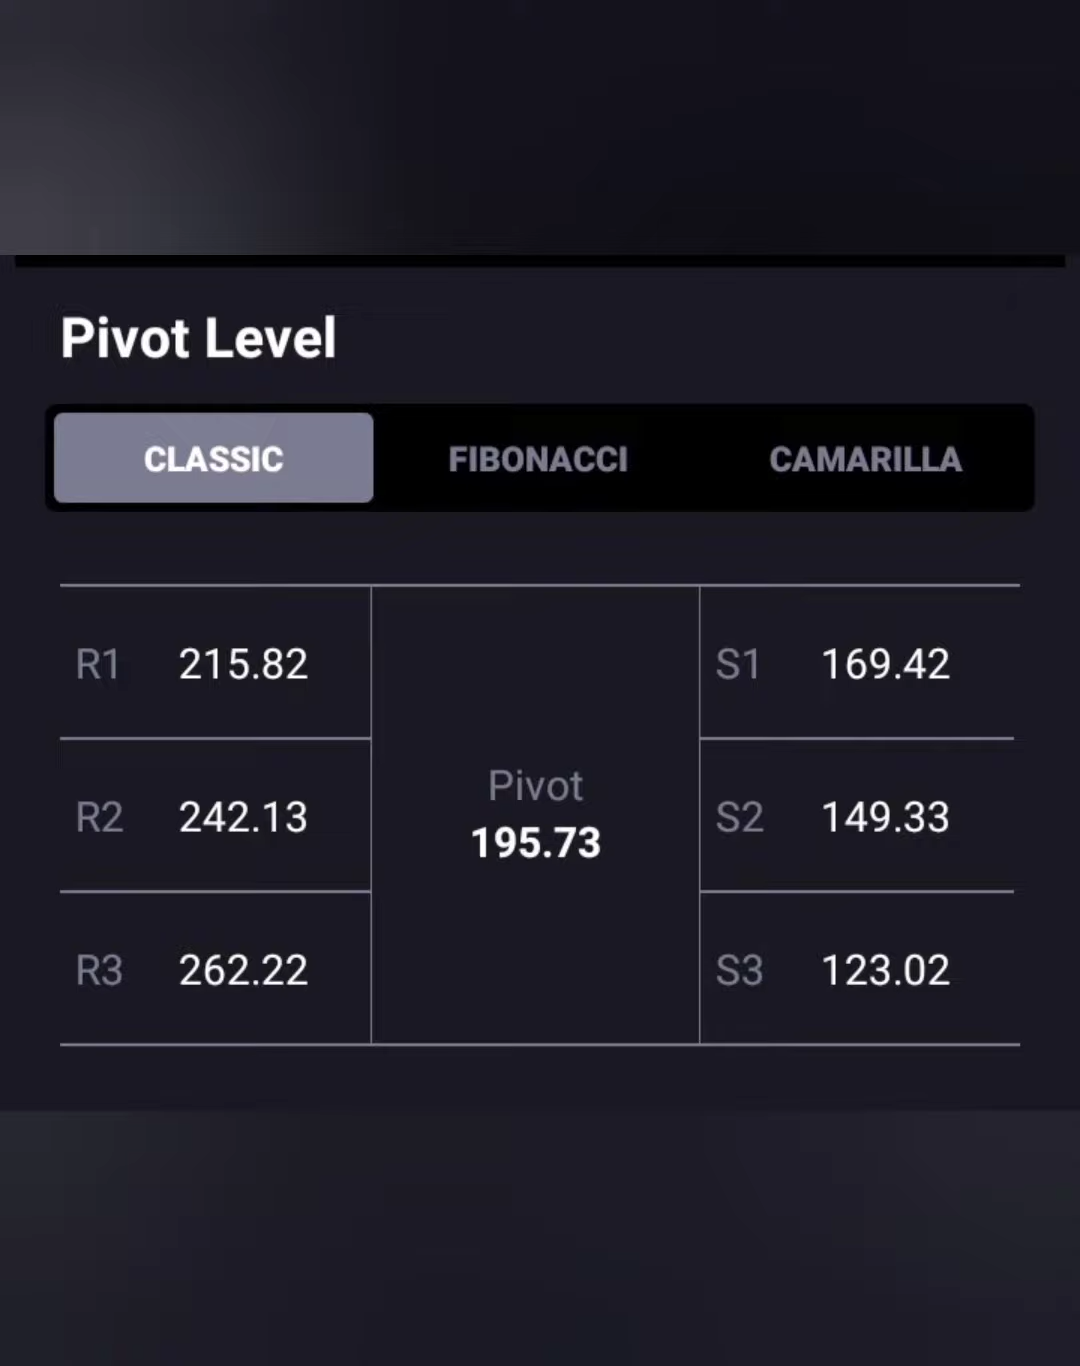 Pivot Level
CLASSIC FIBONACCI CAMARILLA
R1 215.82
R2 242.13
R3 262.22
Pivot
195.73
S1 169.42
S2 149.33
S3 123.02